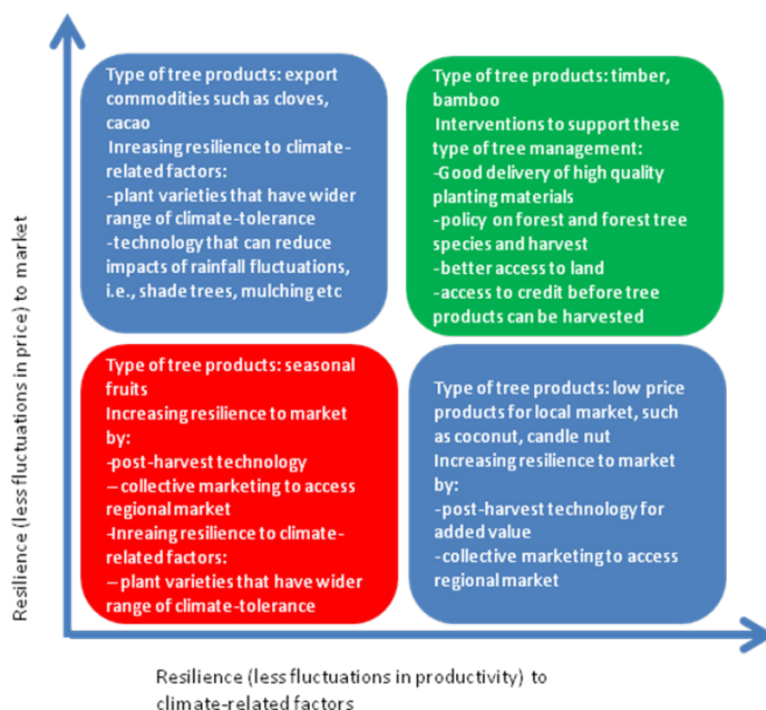 Resilience (less fluctuations in price) to market
Type of tree products: export
commodities such as cloves,
cacao
Inreasing resilience to climate-
related factors:
-plant varieties that have wider
range of climate-tolerance
-technology that can reduce
impacts of rainfall fluctuations,
i.e., shade trees, mulching etc
Type of tree products: timber,
bamboo
Interventions to support these
type of tree management:
-Good delivery of high quality
planting materials
-policy on forest and forest tree
species and harvest
-better access to land
-access to credit before tree
products can be harvested
Type of tree products: seasonal
fruits
Increasing resilience to market
by:
-post-harvest technology
– collective marketing to access
regional market
-Inreaing resilience to climate-
related factors:
– plant varieties that have wider
range of climate-tolerance
Type of tree products: low price
products for local market, such
as coconut, candle nut
Increasing resilience to market
by:
-post-harvest technology for
added value
-collective marketing to access
regional market
Resilience (less fluctuations in productivity) to
climate-related factors